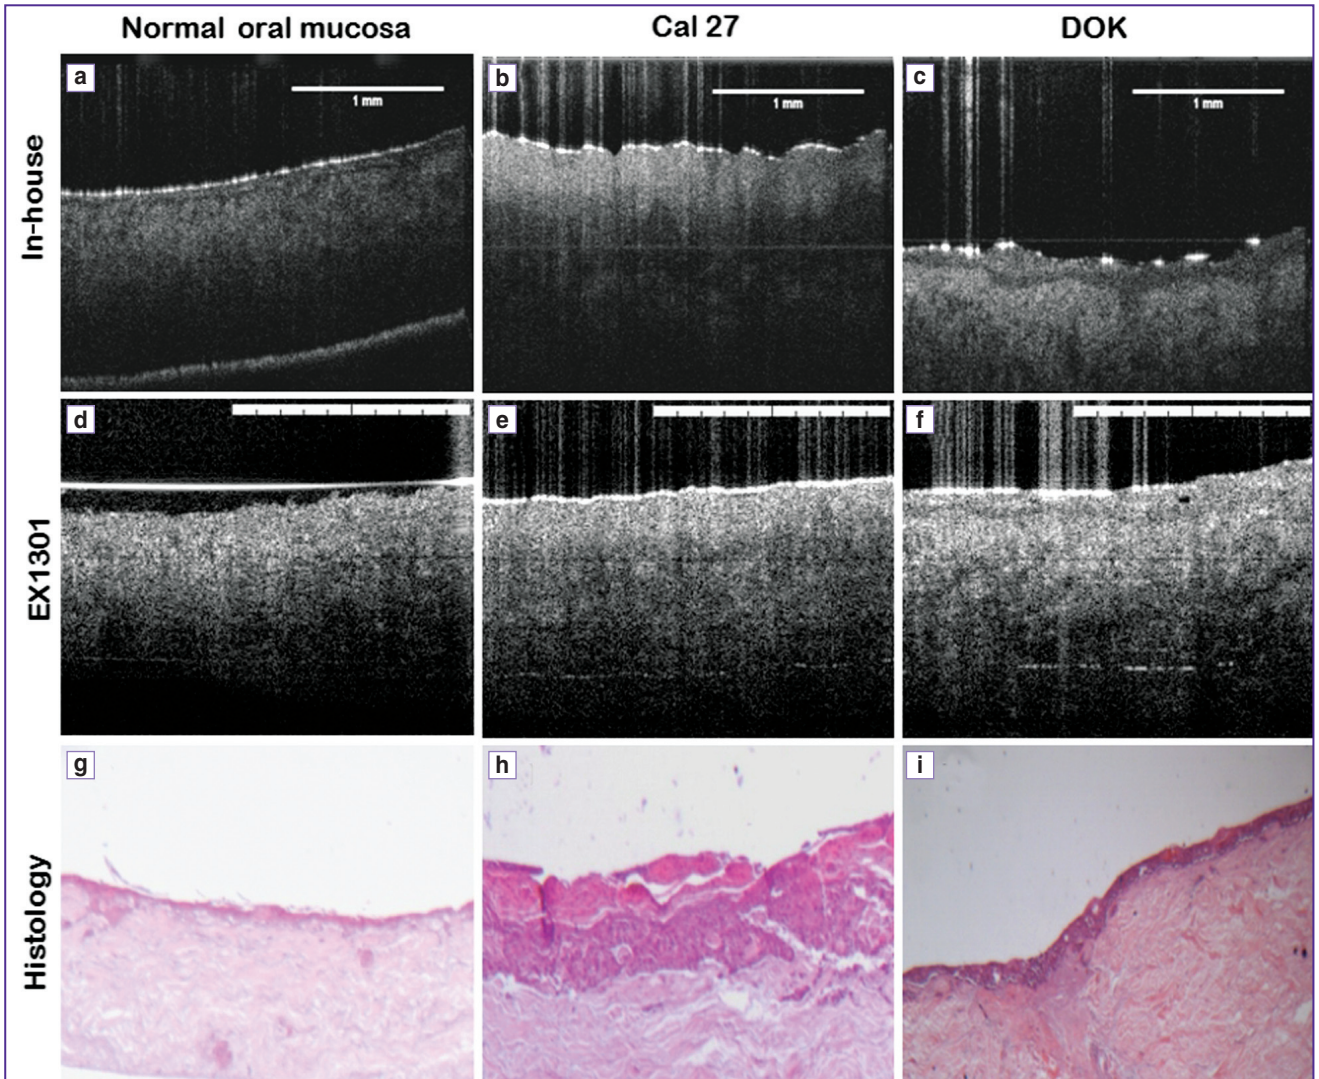 Normal oral mucosa
Cal 27
DOK
In-house
a
1 mm
b
1 mm
c
1 mm
EX1301
d
e
f
Histology
g
h
i